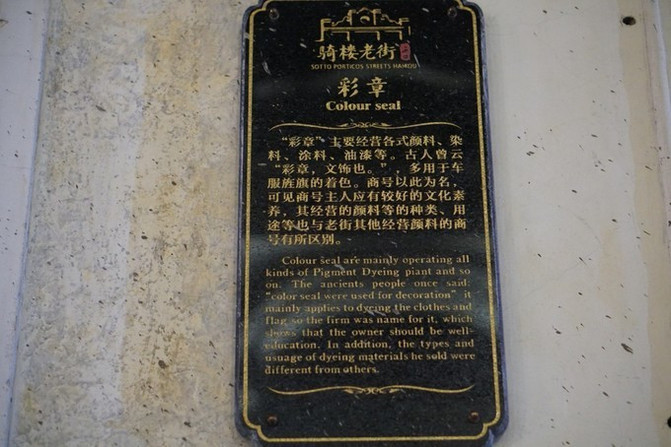 骑楼老街
SOTTO PORTICOS STREETS HAIKOU
彩章
Colour seal
“彩章”主要经营各式颜料、染
料、涂料、油漆等。古人曾云
“彩章，文饰也。”，多用于车
服旌旗的着色。商号以此为名，
可见商号主人应有较好的文化素
养，其经营的颜料等的种类、用
途等也与老街其他经营颜料的商
号有所区别。
Colour seal are mainly operating all
kinds of Pigment Dyeing piant and so
on. The ancients people once said:
“color seal were used for decoration” it
mainly applies to dyeing the clothes and
flag so the firm was name for it, which
shows that the owner should be well-
education. In addition, the types and
usuage of dyeing materials he sold were
different from others.